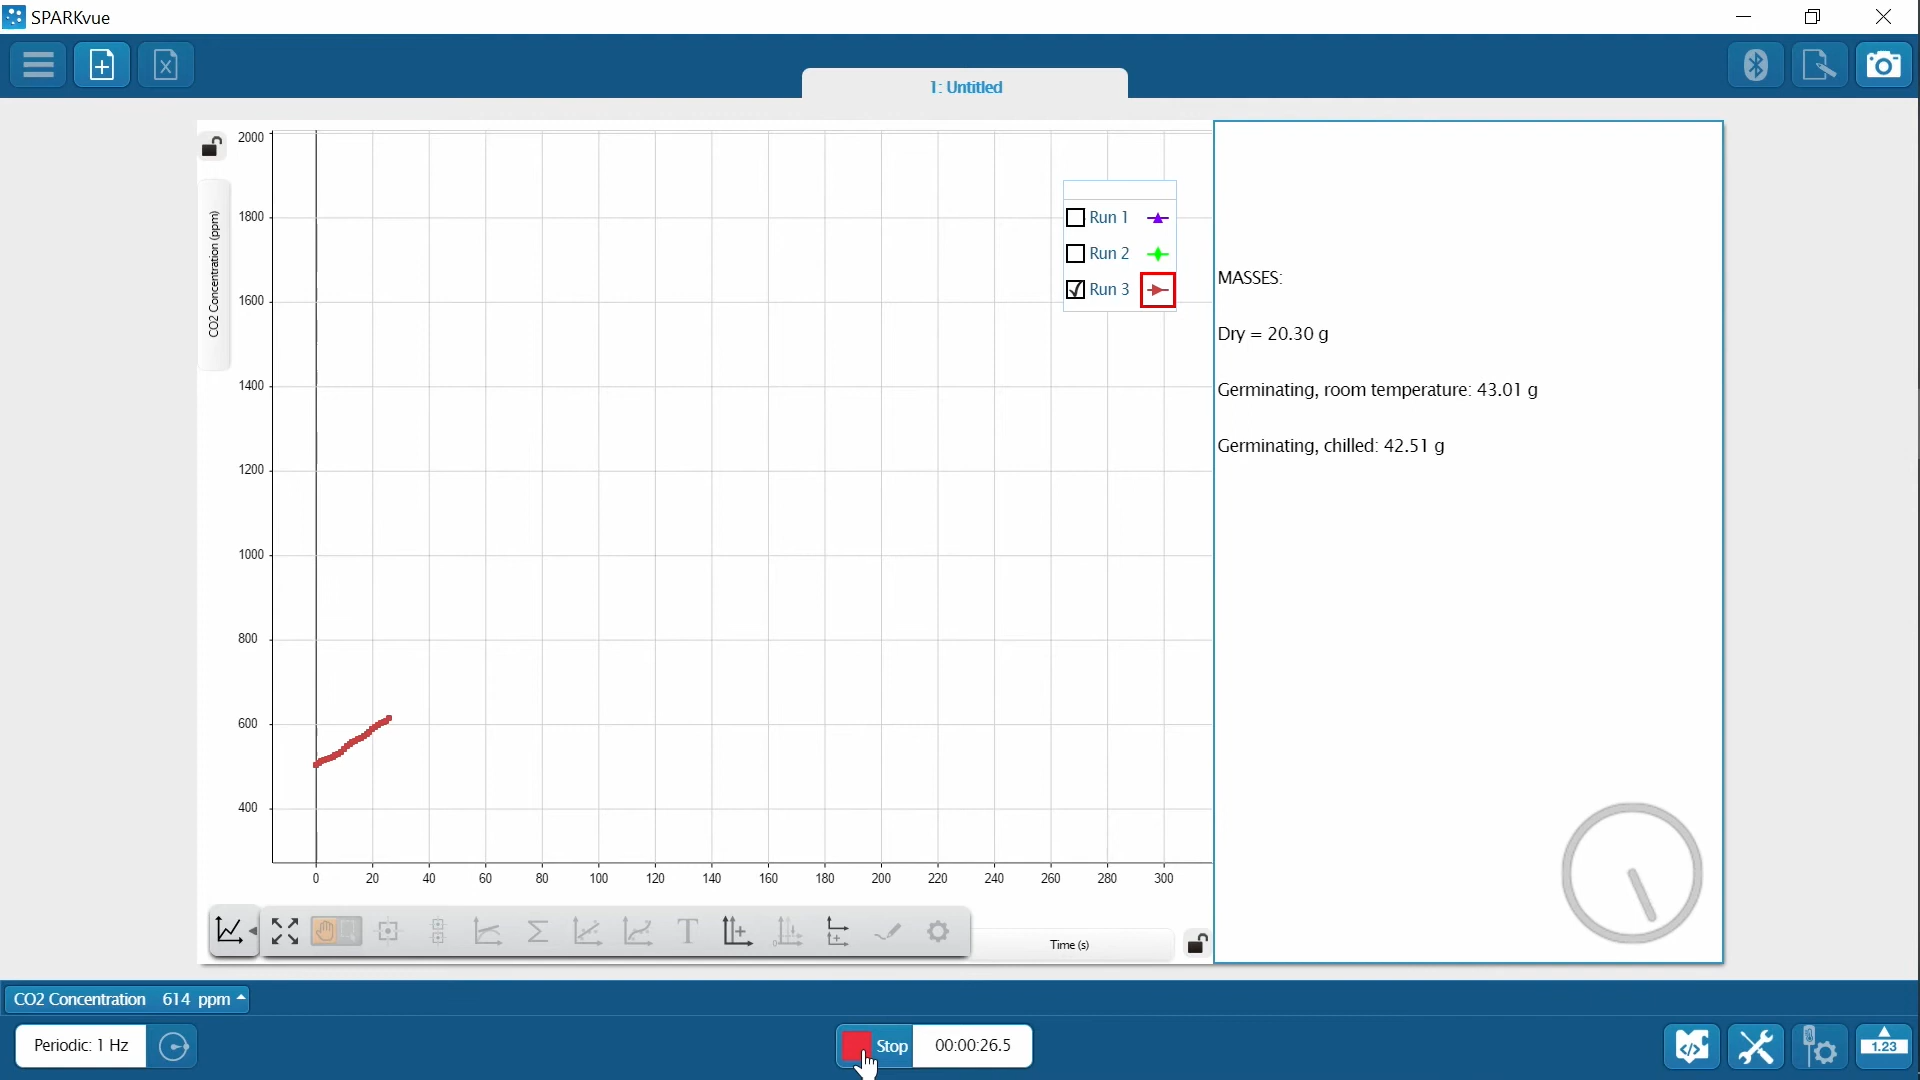 SPARKvue
1: Untitled
2000
1800
1600
1400
1200
1000
800
600
400
CO2 Concentration (ppm)
Run 1
Run 2
Run 3
0 20 40 60 80 100 120 140 160 180 200 220 240 260 280 300
Time (s)
MASSES:
Dry = 20.30 g
Germinating, room temperature: 43.01 g
Germinating, chilled: 42.51 g
CO2 Concentration 614 ppm
Periodic: 1 Hz
Stop 00:00:26.5
1.23